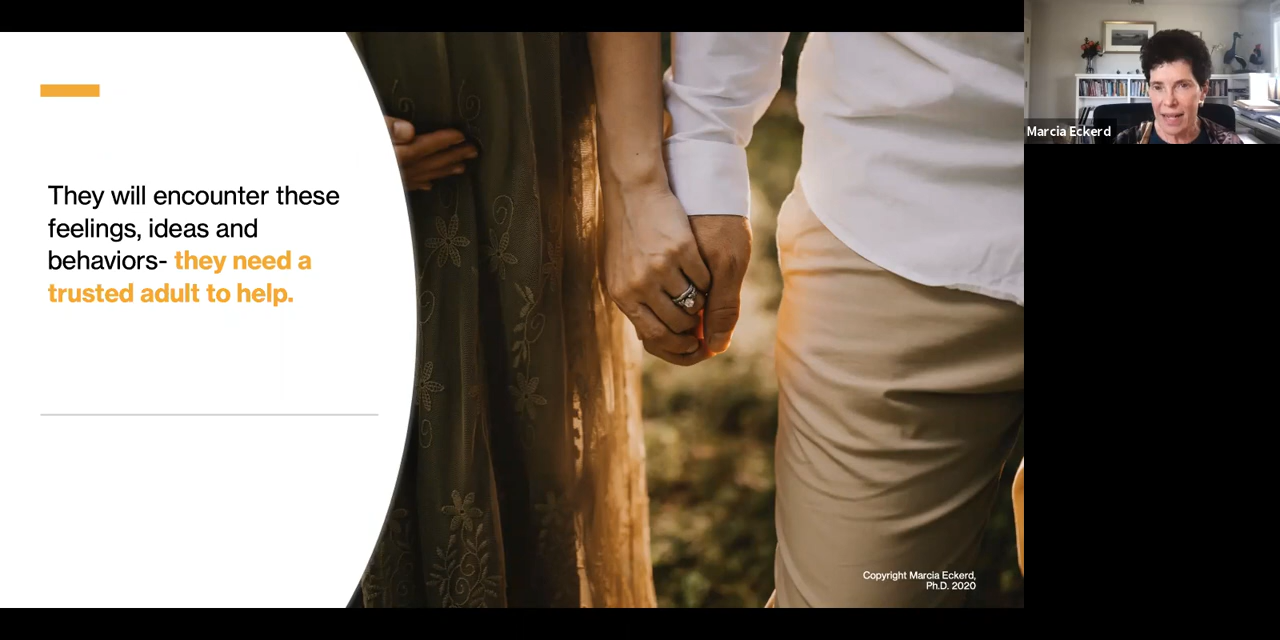 They will encounter these
feelings, ideas and
behaviors- they need a
trusted adult to help.
Copyright Marcia Eckerd,
Ph.D. 2020
Marcia Eckerd